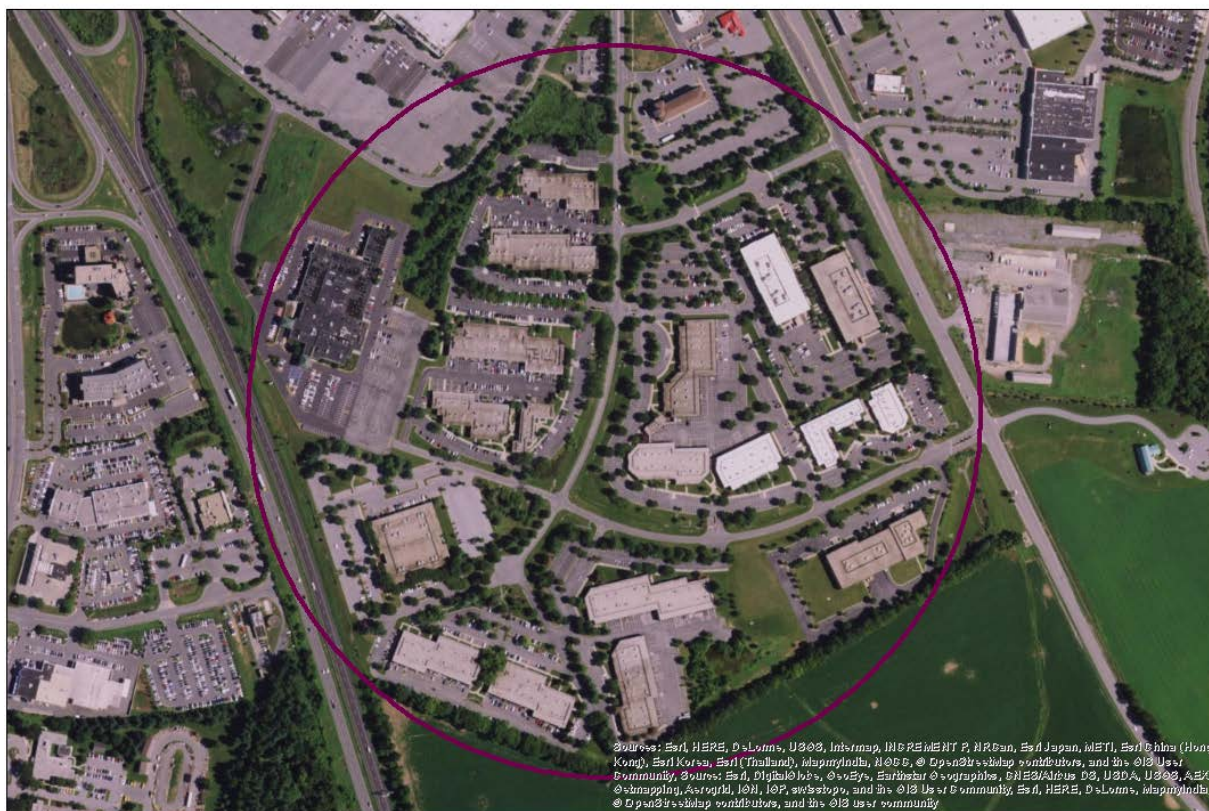 Sources: Esri, HERE, DeLorme, USGS, Intermap, INCREMENT P, NRCan, Esri Japan, METI, Esri China (Hong
Kong), Esri Korea, Esri (Thailand), MapmyIndia, NGCC, © OpenStreetMap contributors, and the GIS User
Community, Source: Esri, DigitalGlobe, GeoEye, Earthstar Geographics, CNES/Airbus DS, USDA, USGS, AEX,
Getmapping, Aerogrid, IGN, IGP, swisstopo, and the GIS User Community, Esri, HERE, DeLorme, MapmyIndia,
© OpenStreetMap contributors, and the GIS user community